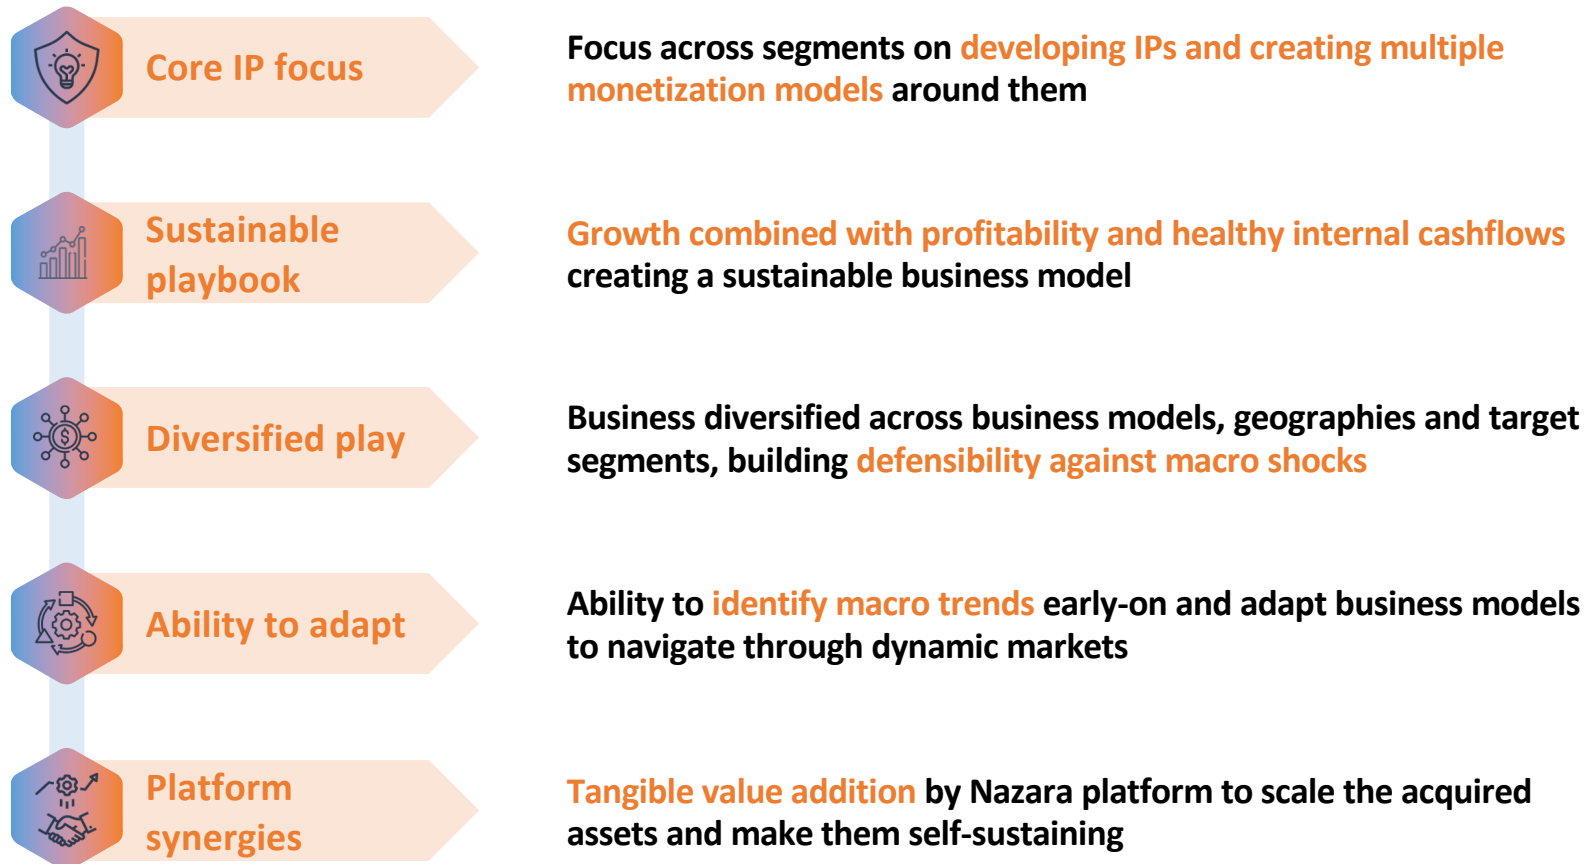 Core IP focus
Focus across segments on developing IPs and creating multiple
monetization models around them
Sustainable
playbook
Growth combined with profitability and healthy internal cashflows
creating a sustainable business model
Diversified play
Business diversified across business models, geographies and target
segments, building defensibility against macro shocks
Ability to adapt
Ability to identify macro trends early-on and adapt business models
to navigate through dynamic markets
Platform
synergies
Tangible value addition by Nazara platform to scale the acquired
assets and make them self-sustaining